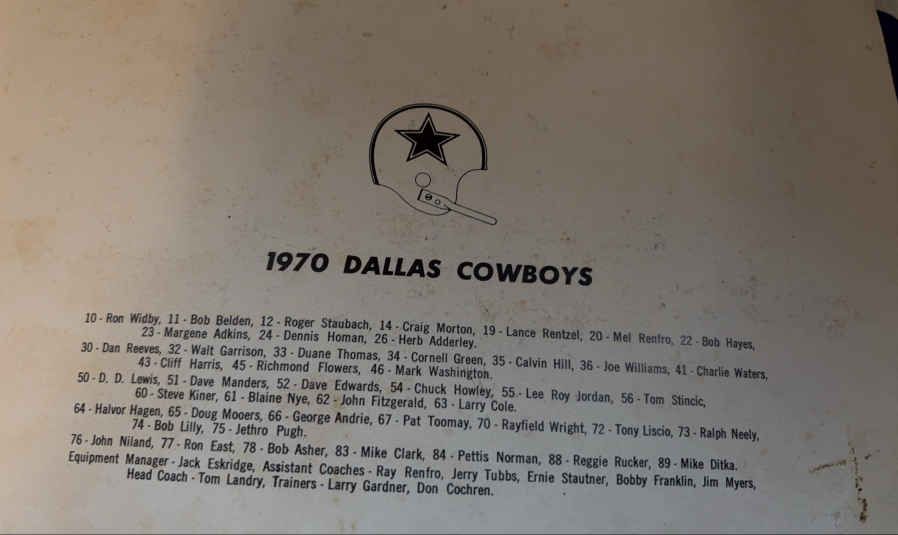 1970 DALLAS COWBOYS
10 - Ron Widby, 11 - Bob Belden, 12 - Roger Staubach, 14 - Craig Morton, 19 - Lance Rentzel, 20 - Mel Renfro, 22 - Bob Hayes,
23 - Margene Adkins, 24 - Dennis Homan, 26 - Herb Adderley.
30 - Dan Reeves, 32 - Walt Garrison, 33 - Duane Thomas, 34 - Cornell Green, 35 - Calvin Hill, 36 - Joe Williams, 41 - Charlie Waters,
43 - Cliff Harris, 45 - Richmond Flowers, 46 - Mark Washington.
50 - D. D. Lewis, 51 - Dave Manders, 52 - Dave Edwards, 54 - Chuck Howley, 55 - Lee Roy Jordan, 56 - Tom Stincic,
60 - Steve Kiner, 61 - Blaine Nye, 62 - John Fitzgerald, 63 - Larry Cole.
64 - Halvor Hagen, 65 - Doug Mooers, 66 - George Andrie, 67 - Pat Toomay, 70 - Rayfield Wright, 72 - Tony Liscio, 73 - Ralph Neely,
74 - Bob Lilly, 75 - Jethro Pugh.
76 - John Niland, 77 - Ron East, 78 - Bob Asher, 83 - Mike Clark, 84 - Pettis Norman, 88 - Reggie Rucker, 89 - Mike Ditka.
Equipment Manager - Jack Eskridge, Assistant Coaches - Ray Renfro, Jerry Tubbs, Ernie Stautner, Bobby Franklin, Jim Myers,
Head Coach - Tom Landry, Trainers - Larry Gardner, Don Cochren.